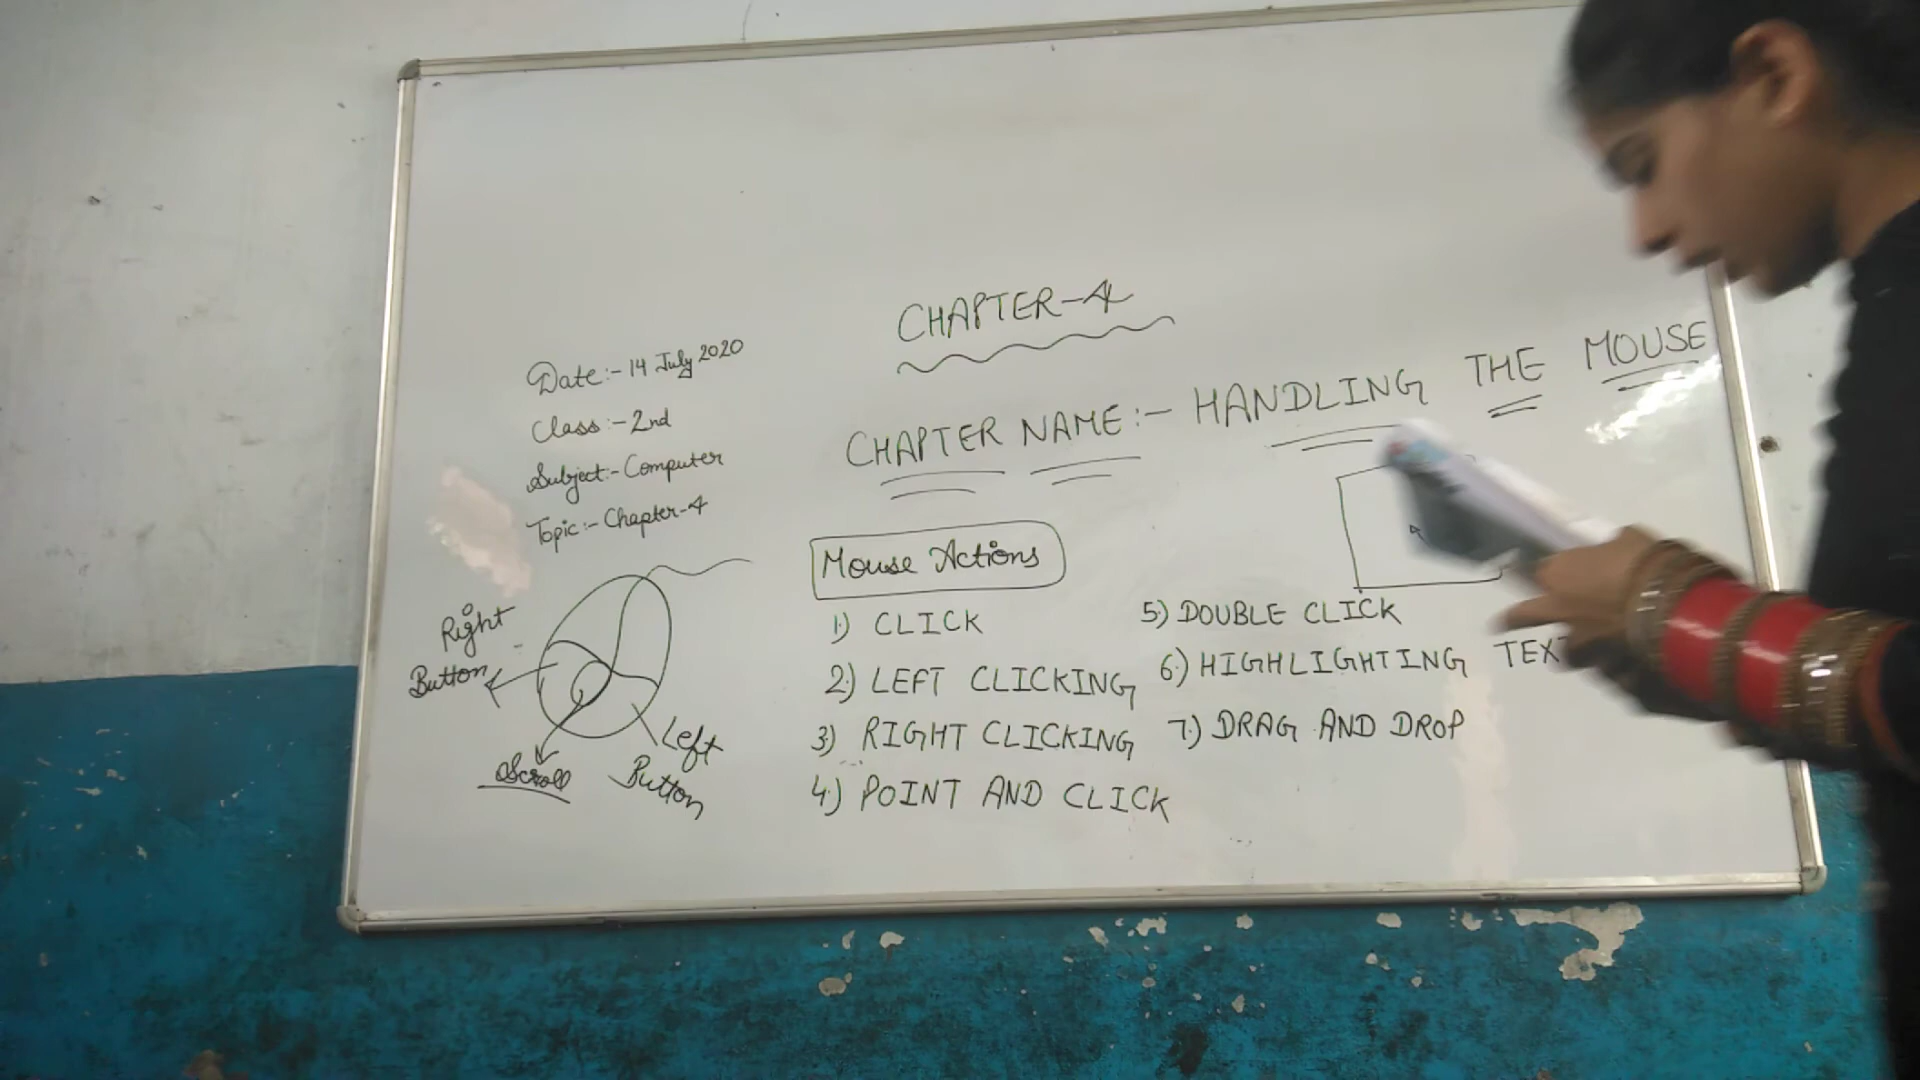 CHAPTER-4
Date:- 14 July 2020
Class:- 2nd
Subject:- Computer
Topic:- Chapter-4
CHAPTER NAME:- HANDLING THE MOUSE
Mouse Actions
1) CLICK
2) LEFT CLICKING
3) RIGHT CLICKING
4) POINT AND CLICK
5) DOUBLE CLICK
6) HIGHLIGHTING TEX
7) DRAG AND DROP
Right
Button
Scroll
Left
Button